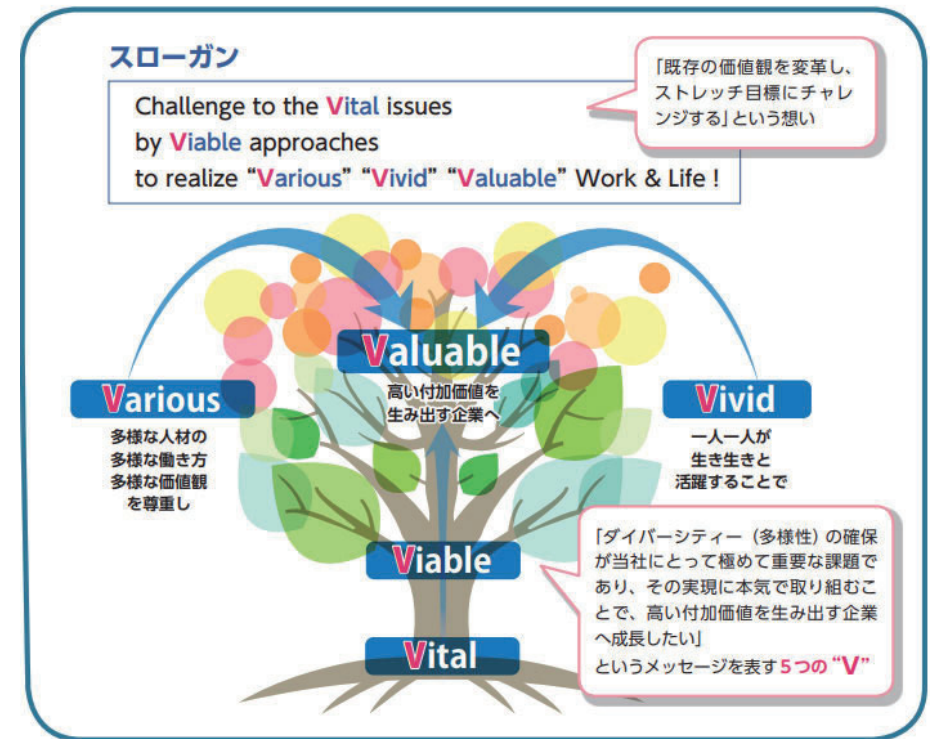 スローガン
Challenge to the Vital issues
by Viable approaches
to realize “Various” “Vivid” “Valuable” Work & Life !
「既存の価値観を変革し、
ストレッチ目標にチャレ
ンジする」という想い
Valuable
高い付加価値を
生み出す企業へ
Various
多様な人材の
多様な働き方
多様な価値観
を尊重し
Vivid
一人一人が
生き生きと
活躍することで
Viable
Vital
「ダイバーシティー（多様性）の確保
が当社にとって極めて重要な課題で
あり、その実現に本気で取り組むこ
とで、高い付加価値を生み出す企業
へ成長したい」
というメッセージを表す５つの“V”